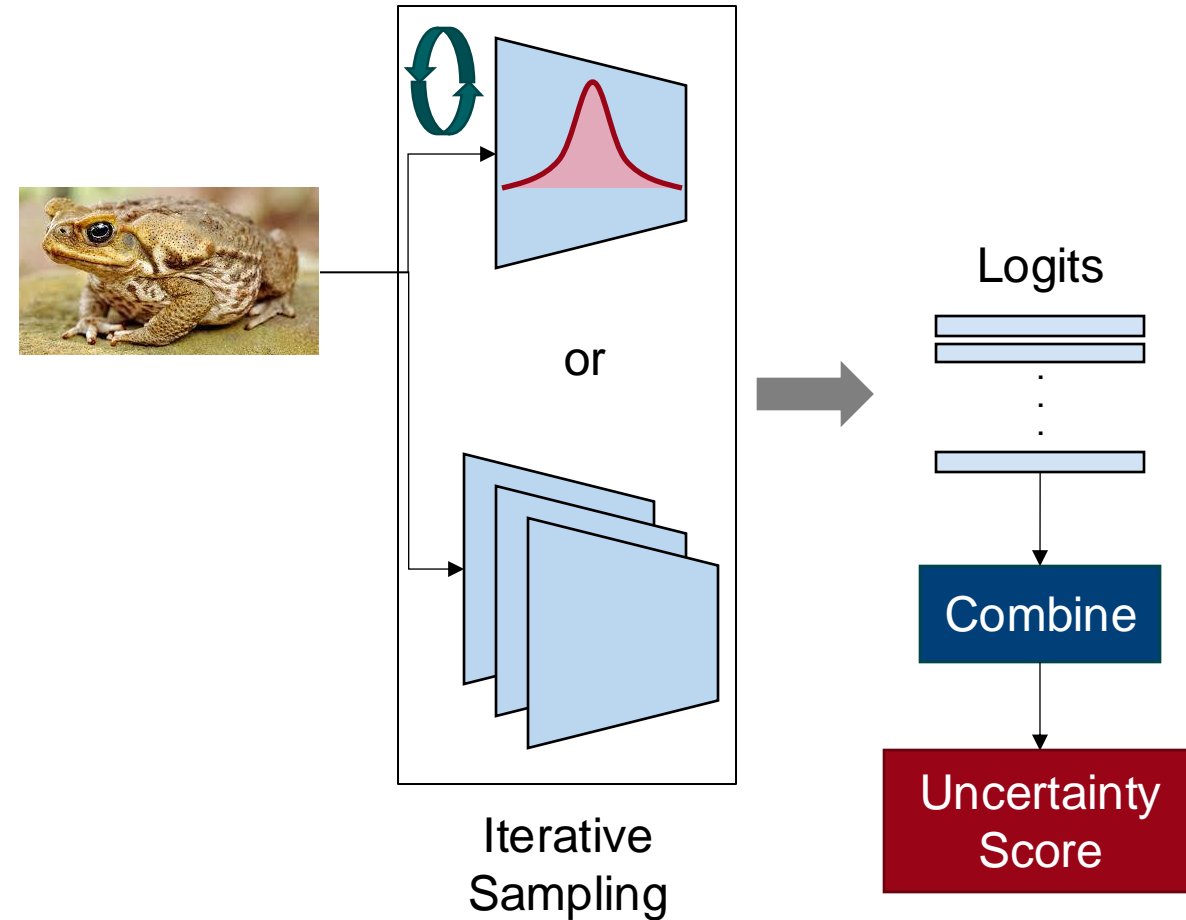 or
Iterative
Sampling
Logits
.
.
.
Combine
Uncertainty
Score